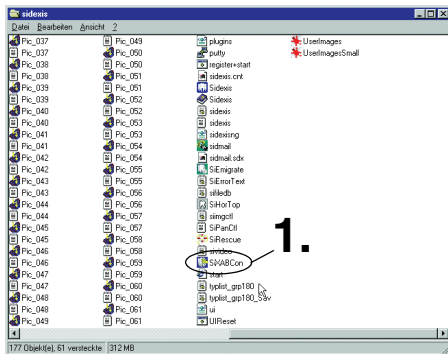 sidexis
Datei Bearbeiten Ansicht ?
Pic_037
Pic_037
Pic_038
Pic_038
Pic_039
Pic_039
Pic_040
Pic_040
Pic_041
Pic_041
Pic_042
Pic_042
Pic_043
Pic_043
Pic_044
Pic_044
Pic_045
Pic_045
Pic_046
Pic_046
Pic_047
Pic_047
Pic_048
Pic_048
Pic_049
Pic_049
Pic_050
Pic_050
Pic_051
Pic_051
Pic_052
Pic_052
Pic_053
Pic_053
Pic_054
Pic_054
Pic_055
Pic_055
Pic_056
Pic_056
Pic_057
Pic_057
Pic_058
Pic_058
Pic_059
Pic_059
Pic_060
Pic_060
Pic_061
Pic_061
plugins
putty
register+start
sidexis.cnt
Sidexis
Sidexis
sidexis
sidexis
sidexisng
sidmail
sidmail.sdx
SiEmigrate
SiErrorText
sifiledb
SiHorTop
siimgctl
SiPanCtl
SiRescue
sivideo
SiXABCon
start
typlist_grp180
typlist_grp180_Sav
ui
UIReset
UserImages
UserImagesSmall
1.
177 Objekt(e), 61 versteckte 312 MB